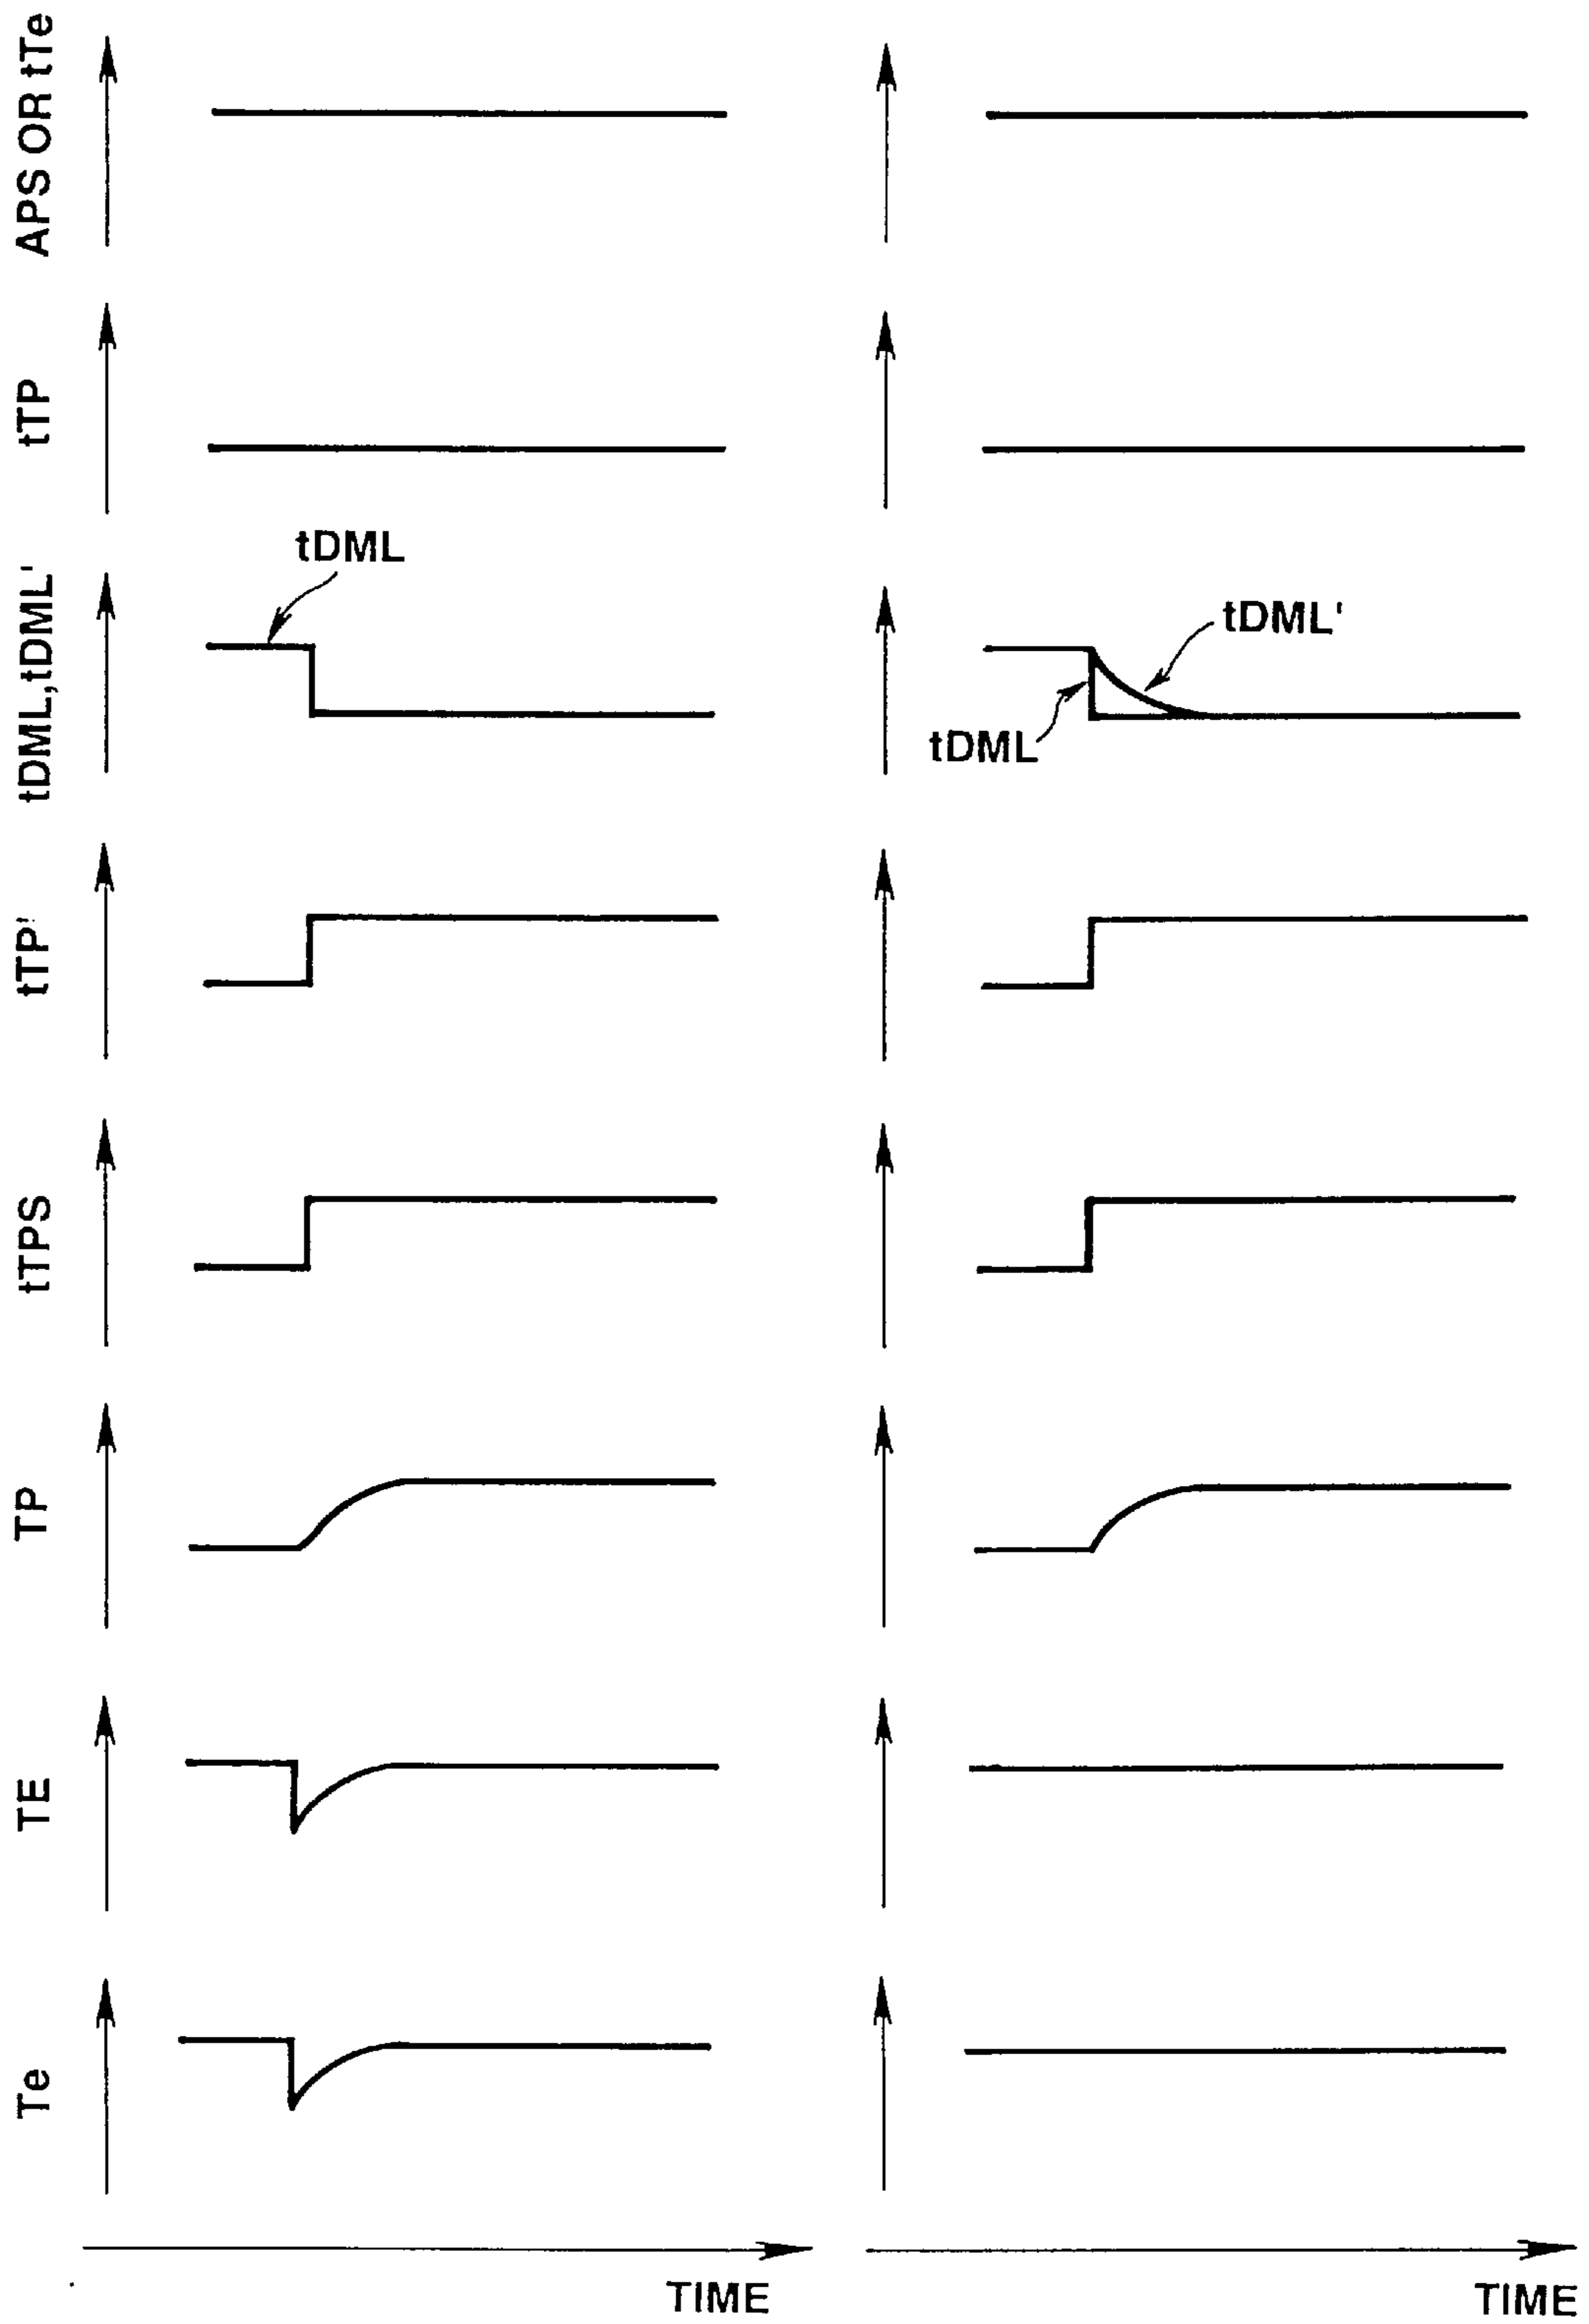 APS OR tTe
tTP
tDML
tDML,tDML'
tDML'
tDML
tTP'
tTPS
TP
TE
Te
TIME
TIME